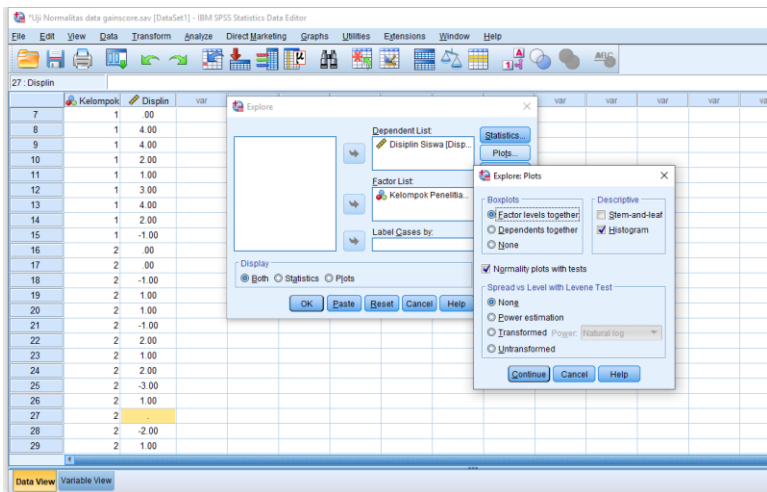 *Uji Normalitas data gainscore.sav [DataSet1] - IBM SPSS Statistics Data Editor
File Edit View Data Transform Analyze Direct Marketing Graphs Utilities Extensions Window Help
27 : Displin
Kelompok Displin var var var var var va
7 1 .00
8 1 4.00
9 1 4.00
10 1 2.00
11 1 1.00
12 1 3.00
13 1 4.00
14 1 2.00
15 1 -1.00
16 2 .00
17 2 .00
18 2 -1.00
19 2 1.00
20 2 1.00
21 2 -1.00
22 2 2.00
23 2 1.00
24 2 2.00
25 2 -3.00
26 2 1.00
27 2 .
28 2 -2.00
29 2 1.00
Data View Variable View
Explore
Dependent List:
Disiplin Siswa [Disp...
Statistics...
Plots...
Factor List:
Kelompok Penelitia...
Label Cases by:
Display
Both Statistics Plots
OK Paste Reset Cancel Help
Explore: Plots
Boxplots
Factor levels together
Dependents together
None
Descriptive
Stem-and-leaf
Histogram
Normality plots with tests
Spread vs Level with Levene Test
None
Power estimation
Transformed Power: Natural log
Untransformed
Continue Cancel Help